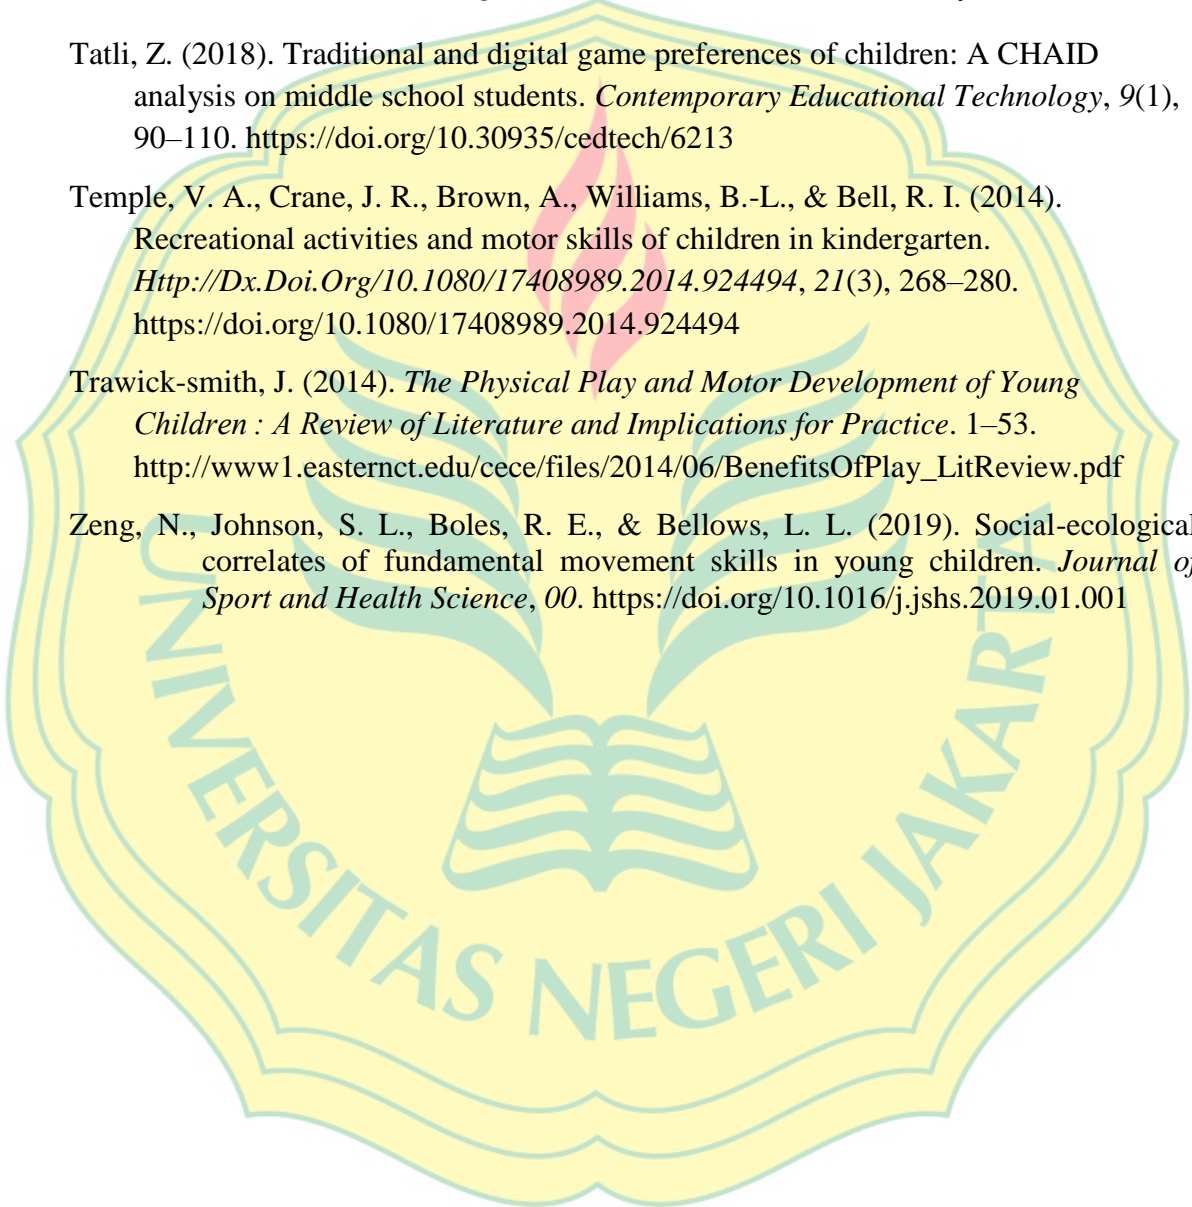 Tatli, Z. (2018). Traditional and digital game preferences of children: A CHAID
analysis on middle school students. Contemporary Educational Technology, 9(1),
90–110. https://doi.org/10.30935/cedtech/6213
Temple, V. A., Crane, J. R., Brown, A., Williams, B.-L., & Bell, R. I. (2014).
Recreational activities and motor skills of children in kindergarten.
Http://Dx.Doi.Org/10.1080/17408989.2014.924494, 21(3), 268–280.
https://doi.org/10.1080/17408989.2014.924494
Trawick-smith, J. (2014). The Physical Play and Motor Development of Young
Children : A Review of Literature and Implications for Practice. 1–53.
http://www1.easternct.edu/cece/files/2014/06/BenefitsOfPlay_LitReview.pdf
Zeng, N., Johnson, S. L., Boles, R. E., & Bellows, L. L. (2019). Social-ecological
correlates of fundamental movement skills in young children. Journal of
Sport and Health Science, 00. https://doi.org/10.1016/j.jshs.2019.01.001
UNIVERSITAS NEGERI JAKARTA